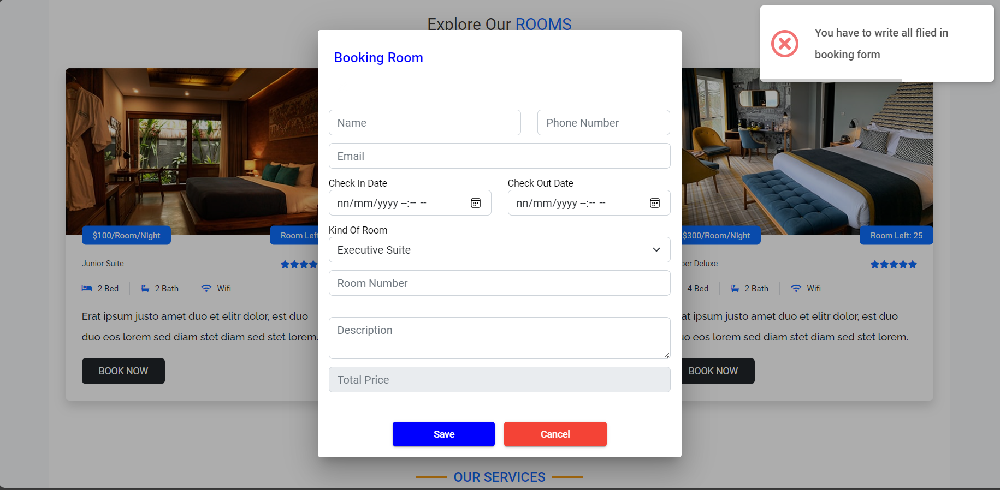 Explore Our ROOMS
You have to write all flied in
booking form
Booking Room
Name
Phone Number
Email
Check In Date
Check Out Date
nn/mm/yyyy --:-- --
nn/mm/yyyy --:-- --
Kind Of Room
Executive Suite
Room Number
Description
Total Price
Save
Cancel
$100/Room/Night
Room Left
Junior Suite
2 Bed
2 Bath
Wifi
Erat ipsum justo amet duo et elitr dolor, est duo
duo eos lorem sed diam stet diam sed stet lorem.
BOOK NOW
$300/Room/Night
Room Left: 25
per Deluxe
4 Bed
2 Bath
Wifi
at ipsum justo amet duo et elitr dolor, est duo
uo eos lorem sed diam stet diam sed stet lorem.
BOOK NOW
OUR SERVICES